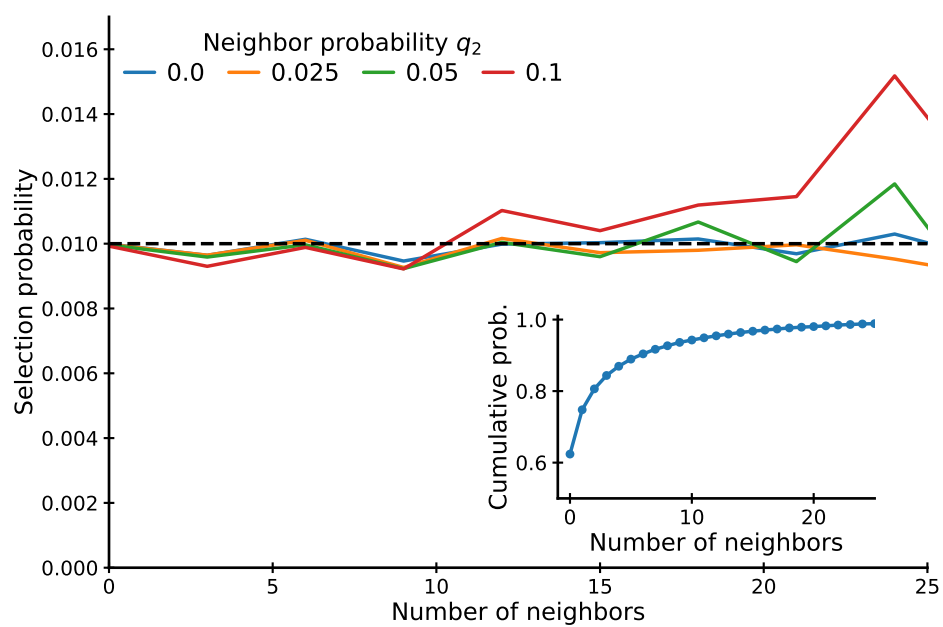 Neighbor probability q2
0.0 0.025 0.05 0.1
Selection probability
0.016
0.014
0.012
0.010
0.008
0.006
0.004
0.002
0.000
0 5 10 15 20 25
Number of neighbors
Cumulative prob.
1.0
0.8
0.6
0 10 20
Number of neighbors